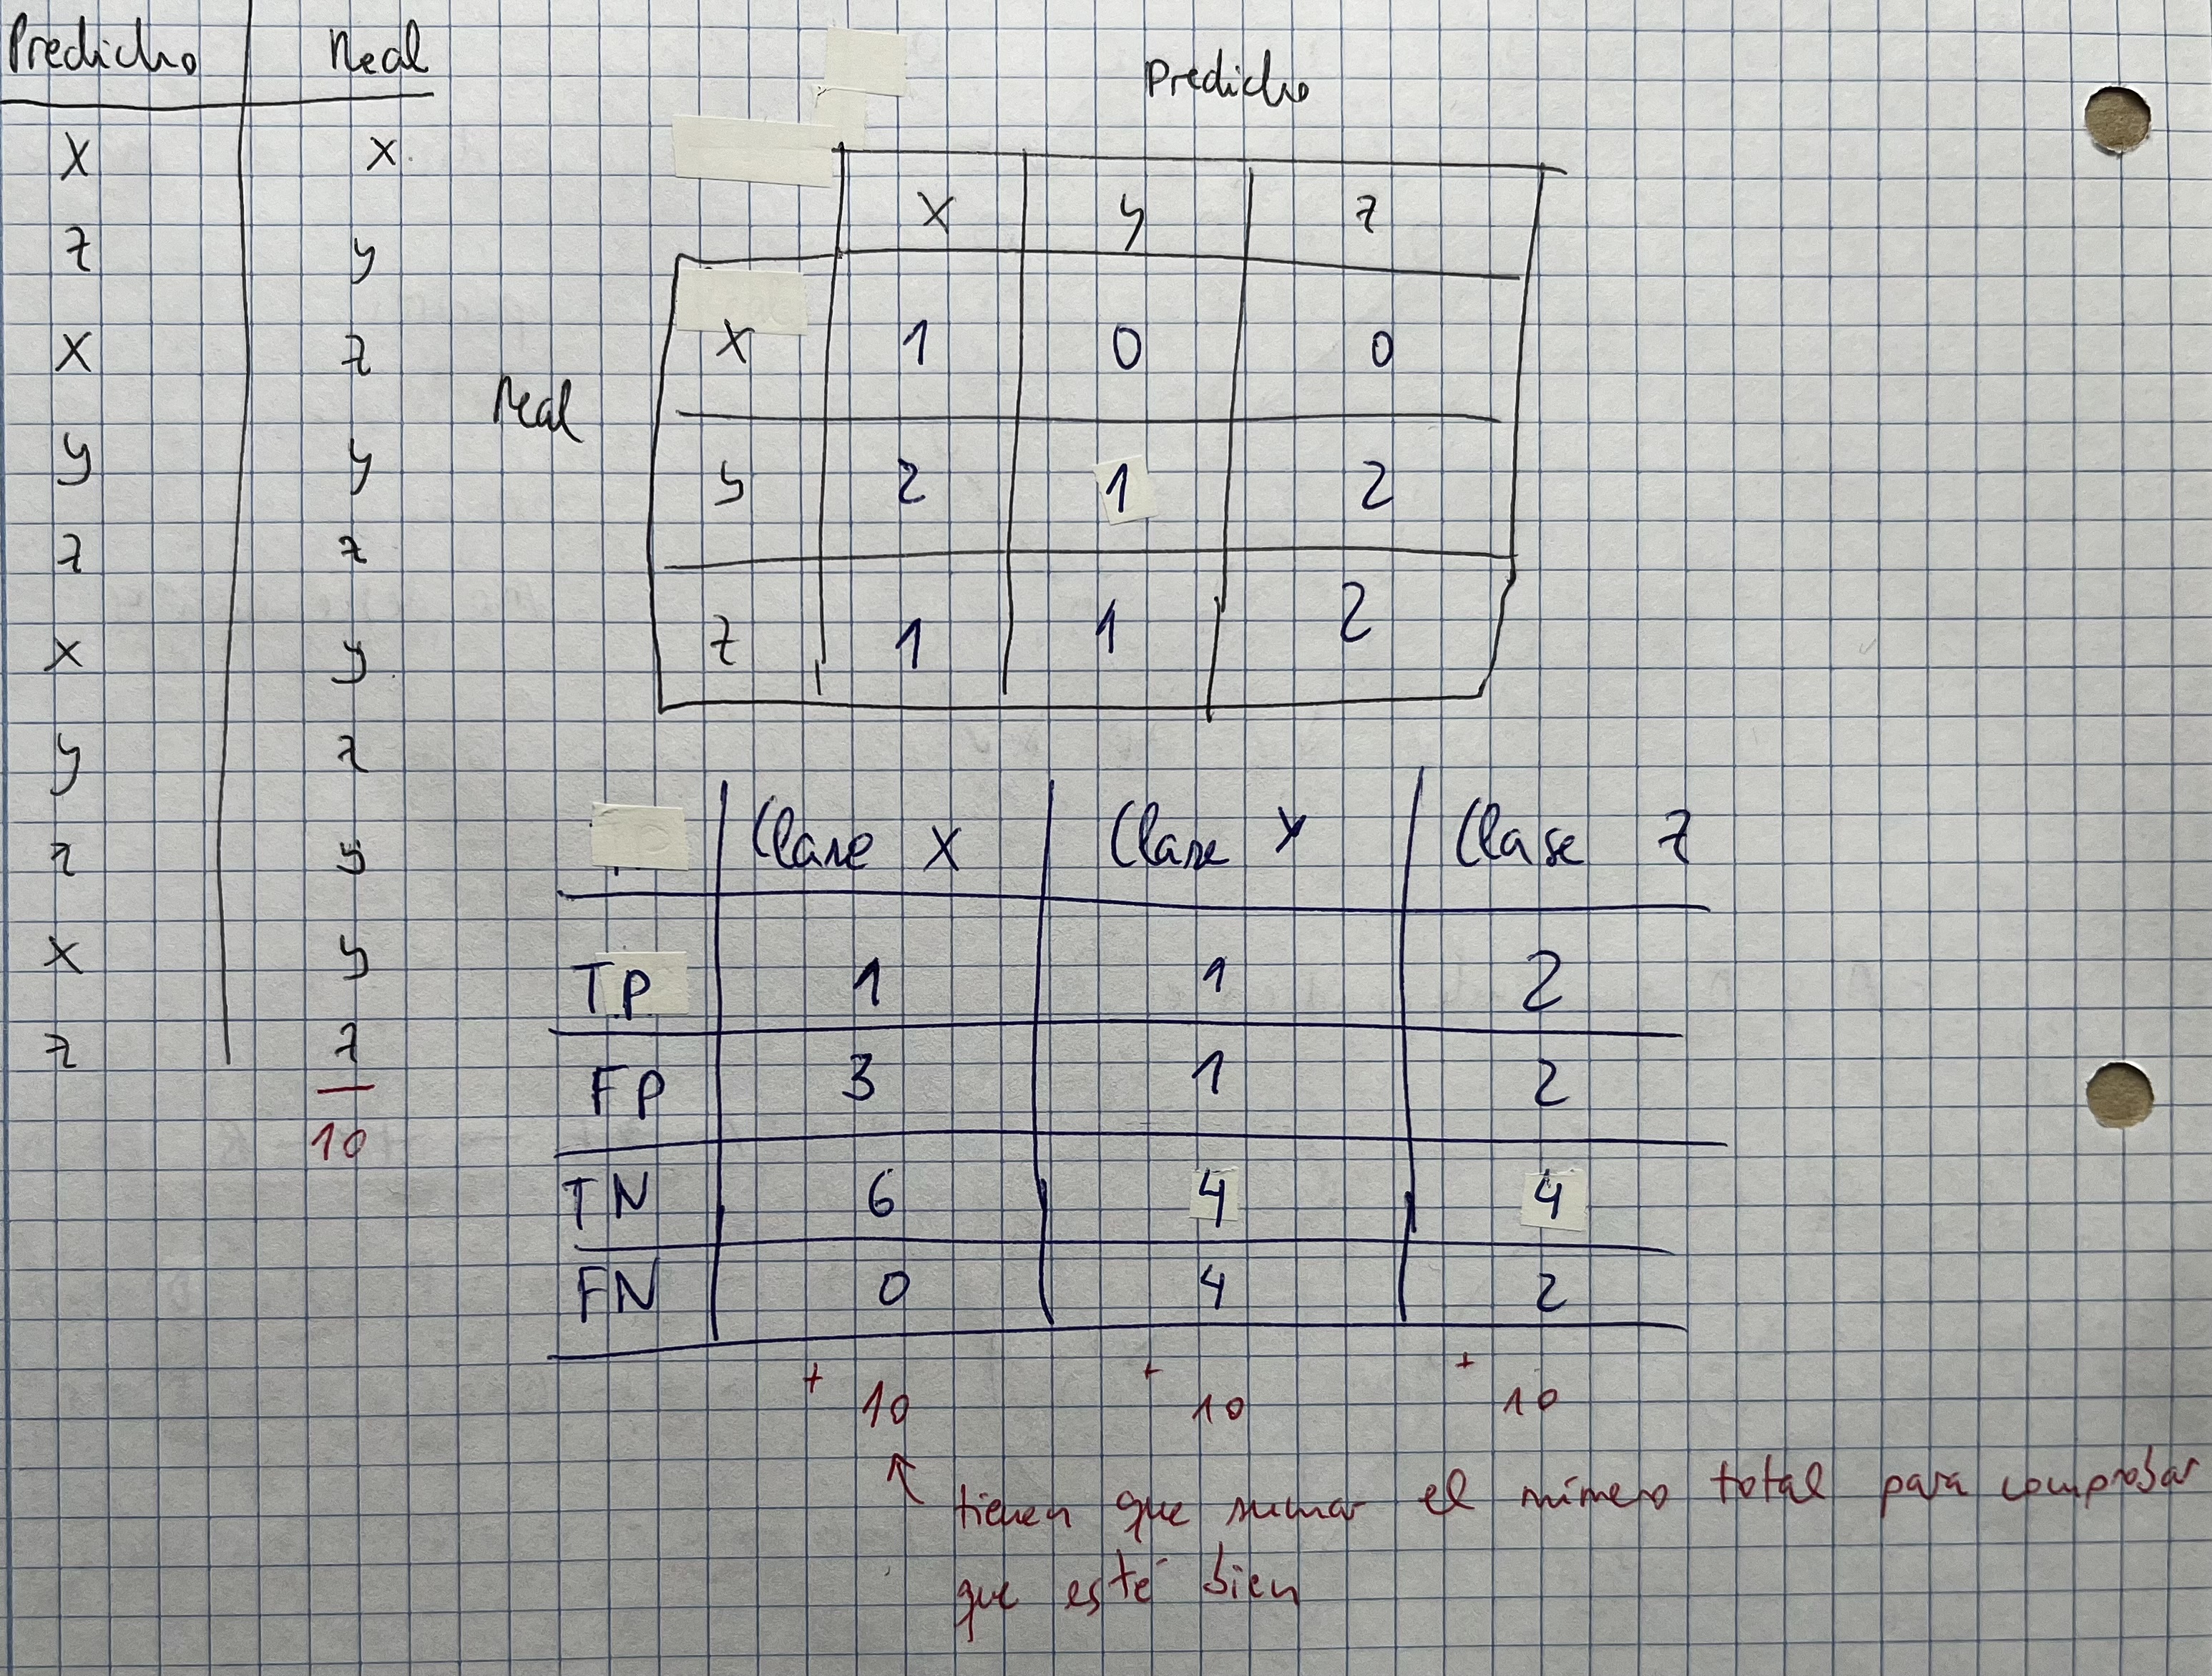 Predicho Real
X X
z y
X z
y y
z z
X y
y z
z y
X y
z z
10
Predicho
X y z
Real
X 1 0 0
y 2 1 2
z 1 1 2
Clase X Clase Y Clase z
TP 1 1 2
FP 3 1 2
TN 6 4 4
FN 0 4 2
+ 10 + 10 + 10
↑ tienen que sumar el número total para comprobar
que esté bien